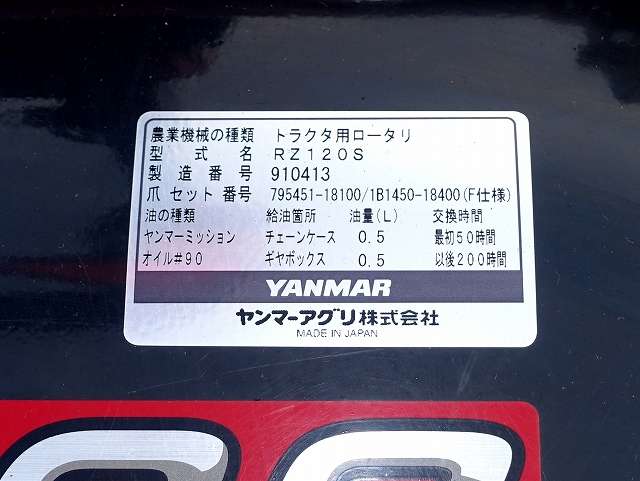 農業機械の種類 トラクタ用ロータリ
型式名 RZ120S
製造番号 910413
爪セット番号 795451-18100/1B1450-18400(F仕様)
油の種類 給油箇所 油量(L) 交換時間
ヤンマーミッション チェーンケース 0.5 最初50時間
オイル#90 ギヤボックス 0.5 以後200時間
YANMAR
ヤンマーアグリ株式会社
MADE IN JAPAN